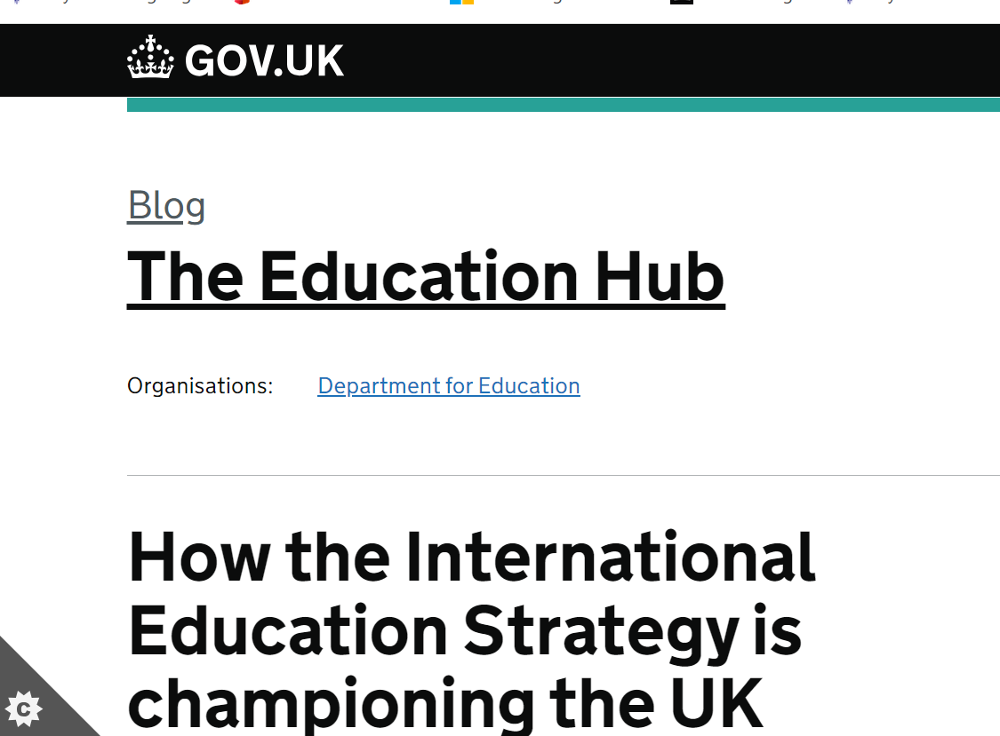 GOV.UK
Blog
The Education Hub
Organisations: Department for Education
How the International
Education Strategy is
championing the UK
C